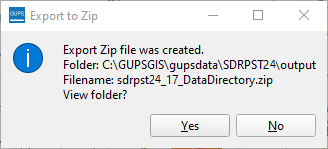 GUPS Export to Zip
Export Zip file was created.
Folder: C:\GUPSGIS\gupsdata\SDRPST24\output
Filename: sdrpst24_17_DataDirectory.zip
View folder?
Yes No